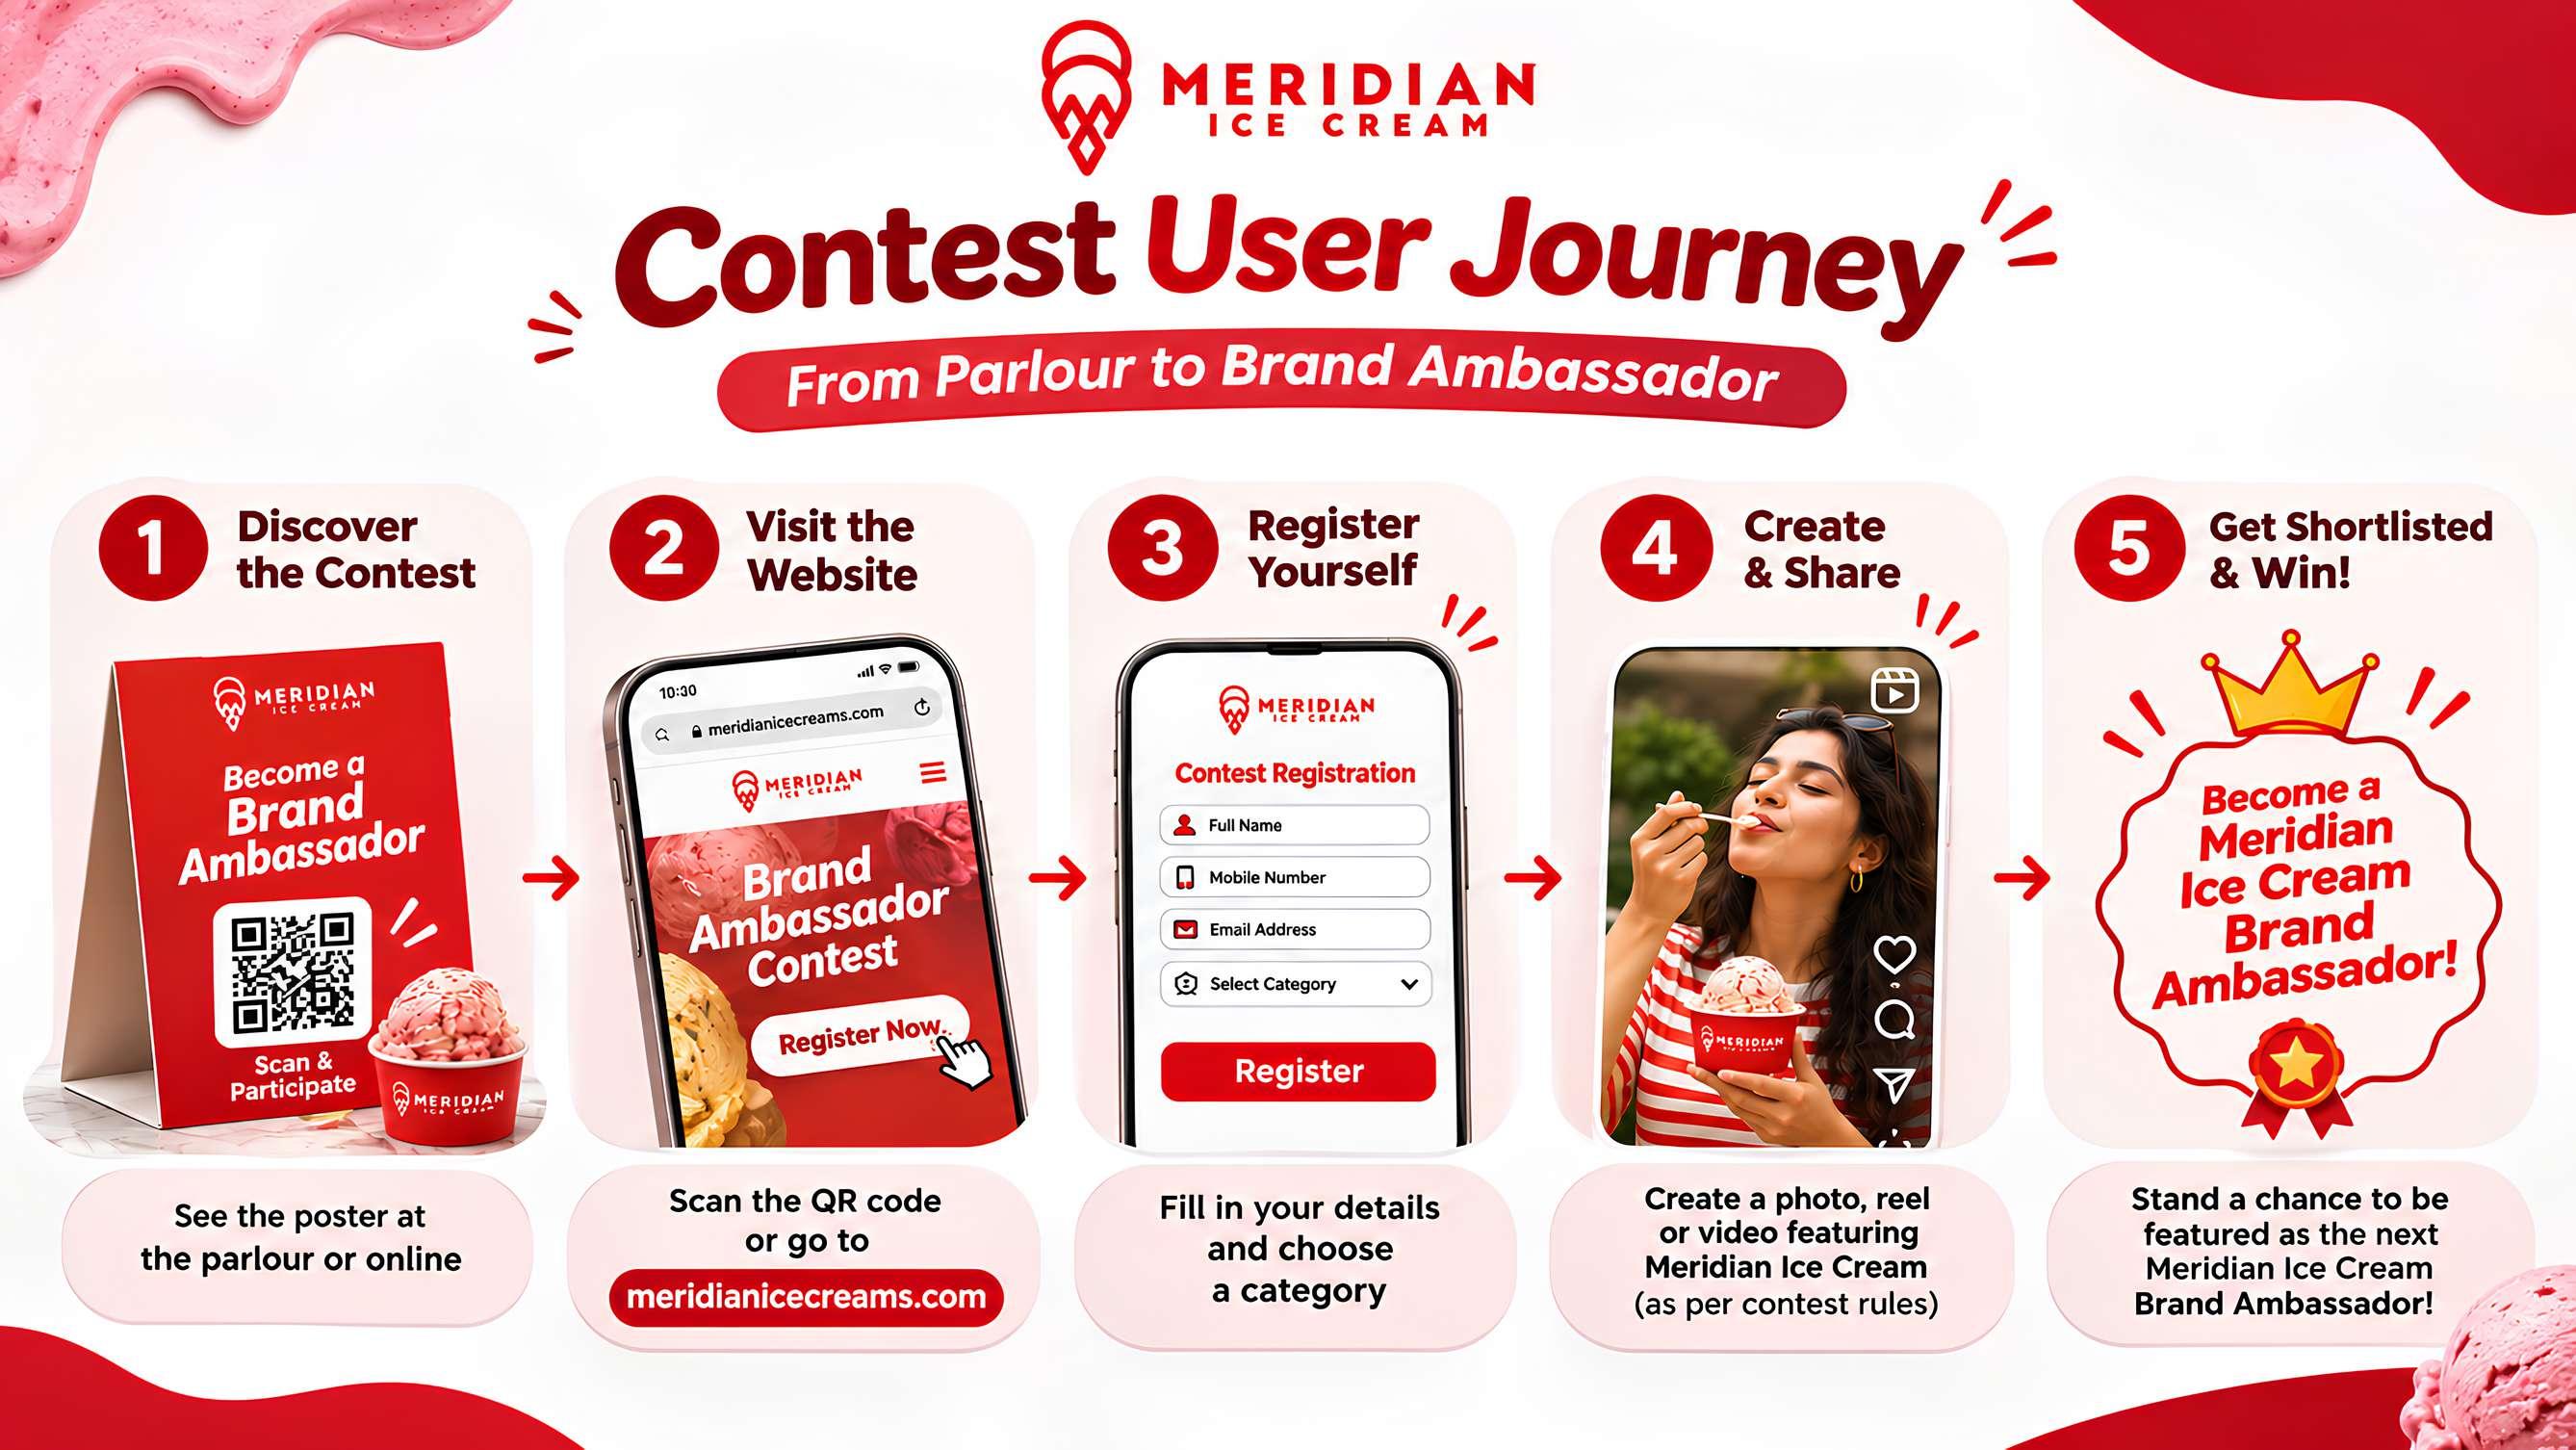 MERIDIAN
ICE CREAM
Contest User Journey
From Parlour to Brand Ambassador
1
Discover
the Contest
MERIDIAN
ICE CREAM
Become a
Brand
Ambassador
Scan &
Participate
MERIDIAN
ICE CREAM
See the poster at
the parlour or online
2
Visit the
Website
10:30
meridianicecreams.com
MERIDIAN
ICE CREAM
Brand
Ambassador
Contest
Register Now
Scan the QR code
or go to
meridianicecreams.com
3
Register
Yourself
MERIDIAN
ICE CREAM
Contest Registration
Full Name
Mobile Number
Email Address
Select Category
Register
Fill in your details
and choose
a category
4
Create
& Share
MERIDIAN
Create a photo, reel
or video featuring
Meridian Ice Cream
(as per contest rules)
5
Get Shortlisted
& Win!
Become a
Meridian
Ice Cream
Brand
Ambassador!
Stand a chance to be
featured as the next
Meridian Ice Cream
Brand Ambassador!